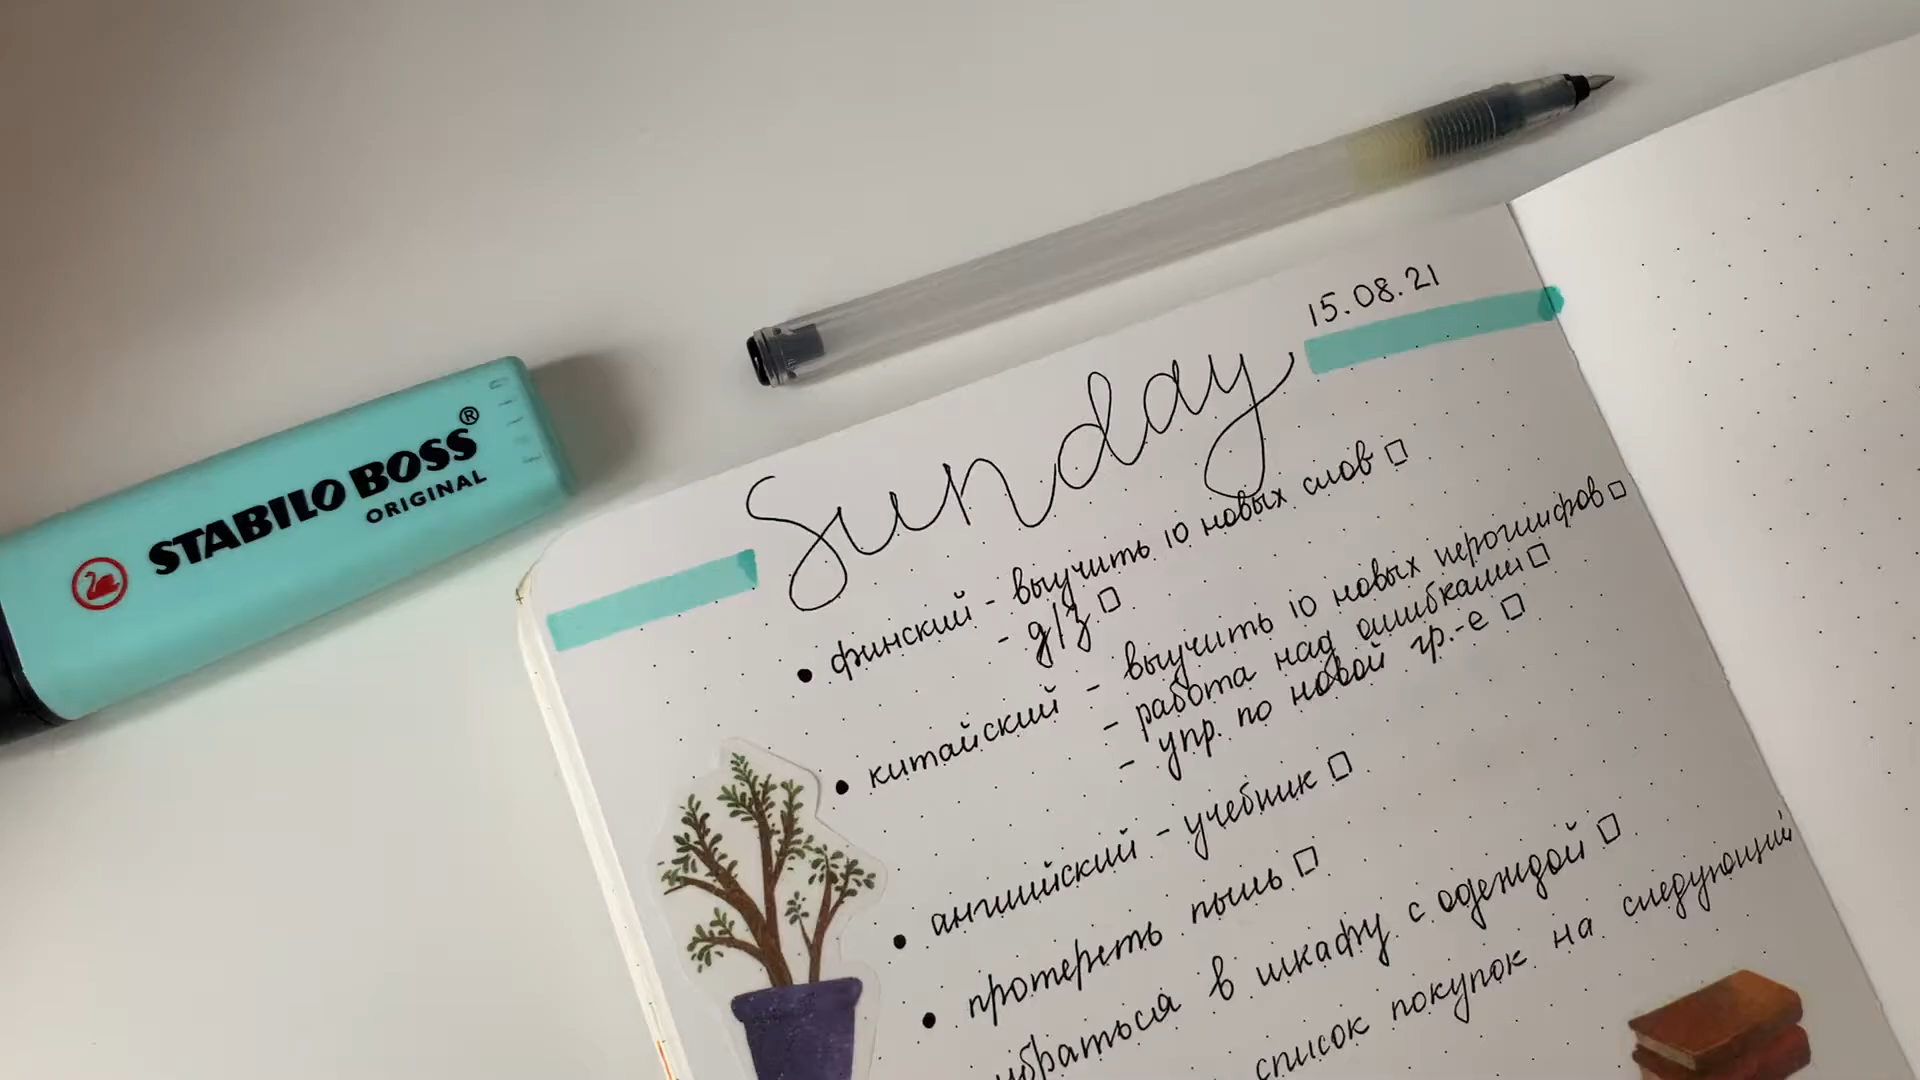 STABILO BOSS®
ORIGINAL
15.08.21
Sunday
• финский - выучить 10 новых слов □
- д/з □
• китайский - выучить 10 новых иероглифов □
- работа над ошибками □
- упр. по новой гр.-е □
• английский - учебник □
• протереть пыль □
в шкафу с одеждой □
список покупок на следующий